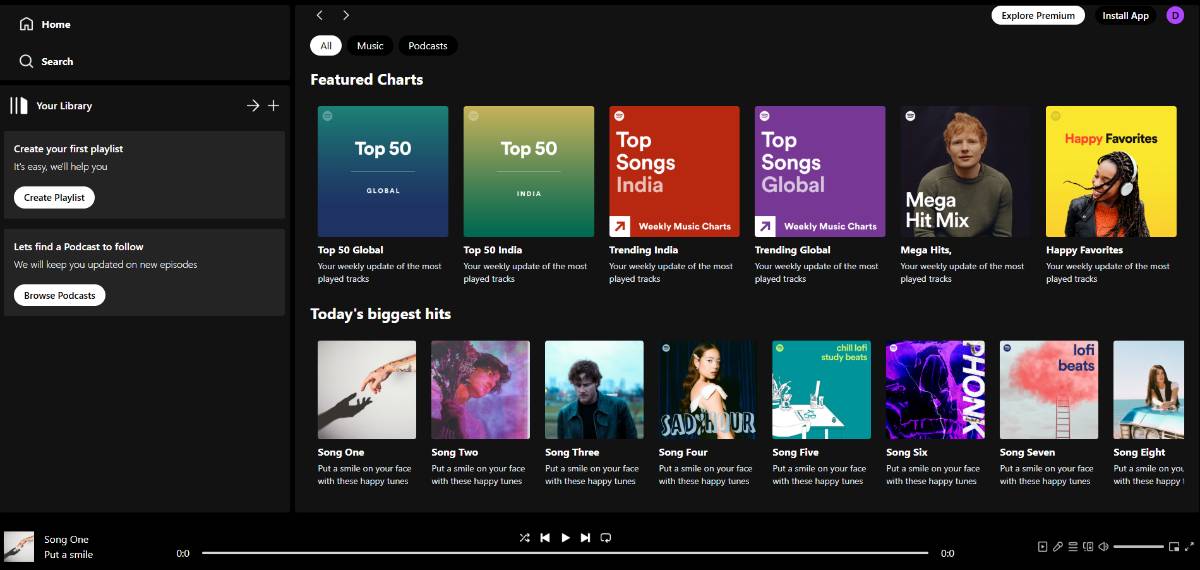 Home
Search
Your Library
Create your first playlist
It's easy, we'll help you
Create Playlist
Lets find a Podcast to follow
We will keep you updated on new episodes
Browse Podcasts
Explore Premium
Install App
D
All
Music
Podcasts
Featured Charts
Top 50
GLOBAL
Top 50 Global
Your weekly update of the most
played tracks
Top 50
INDIA
Top 50 India
Your weekly update of the most
played tracks
Top
Songs
India
Weekly Music Charts
Trending India
Your weekly update of the most
played tracks
Top
Songs
Global
Weekly Music Charts
Trending Global
Your weekly update of the most
played tracks
Mega
Hit Mix
Mega Hits,
Your weekly update of the most
played tracks
Happy Favorites
Happy Favorites
Your weekly update of the most
played tracks
Today's biggest hits
Song One
Put a smile on your face
with these happy tunes
Song Two
Put a smile on your face
with these happy tunes
Song Three
Put a smile on your face
with these happy tunes
SAD HOUR
Song Four
Put a smile on your face
with these happy tunes
chill lofi
study beats
Song Five
Put a smile on your face
with these happy tunes
PHONK
Song Six
Put a smile on your face
with these happy tunes
lofi
beats
Song Seven
Put a smile on your face
with these happy tunes
Song Eight
Put a smile on you
with these happy t
Song One
Put a smile
0:0
0:0